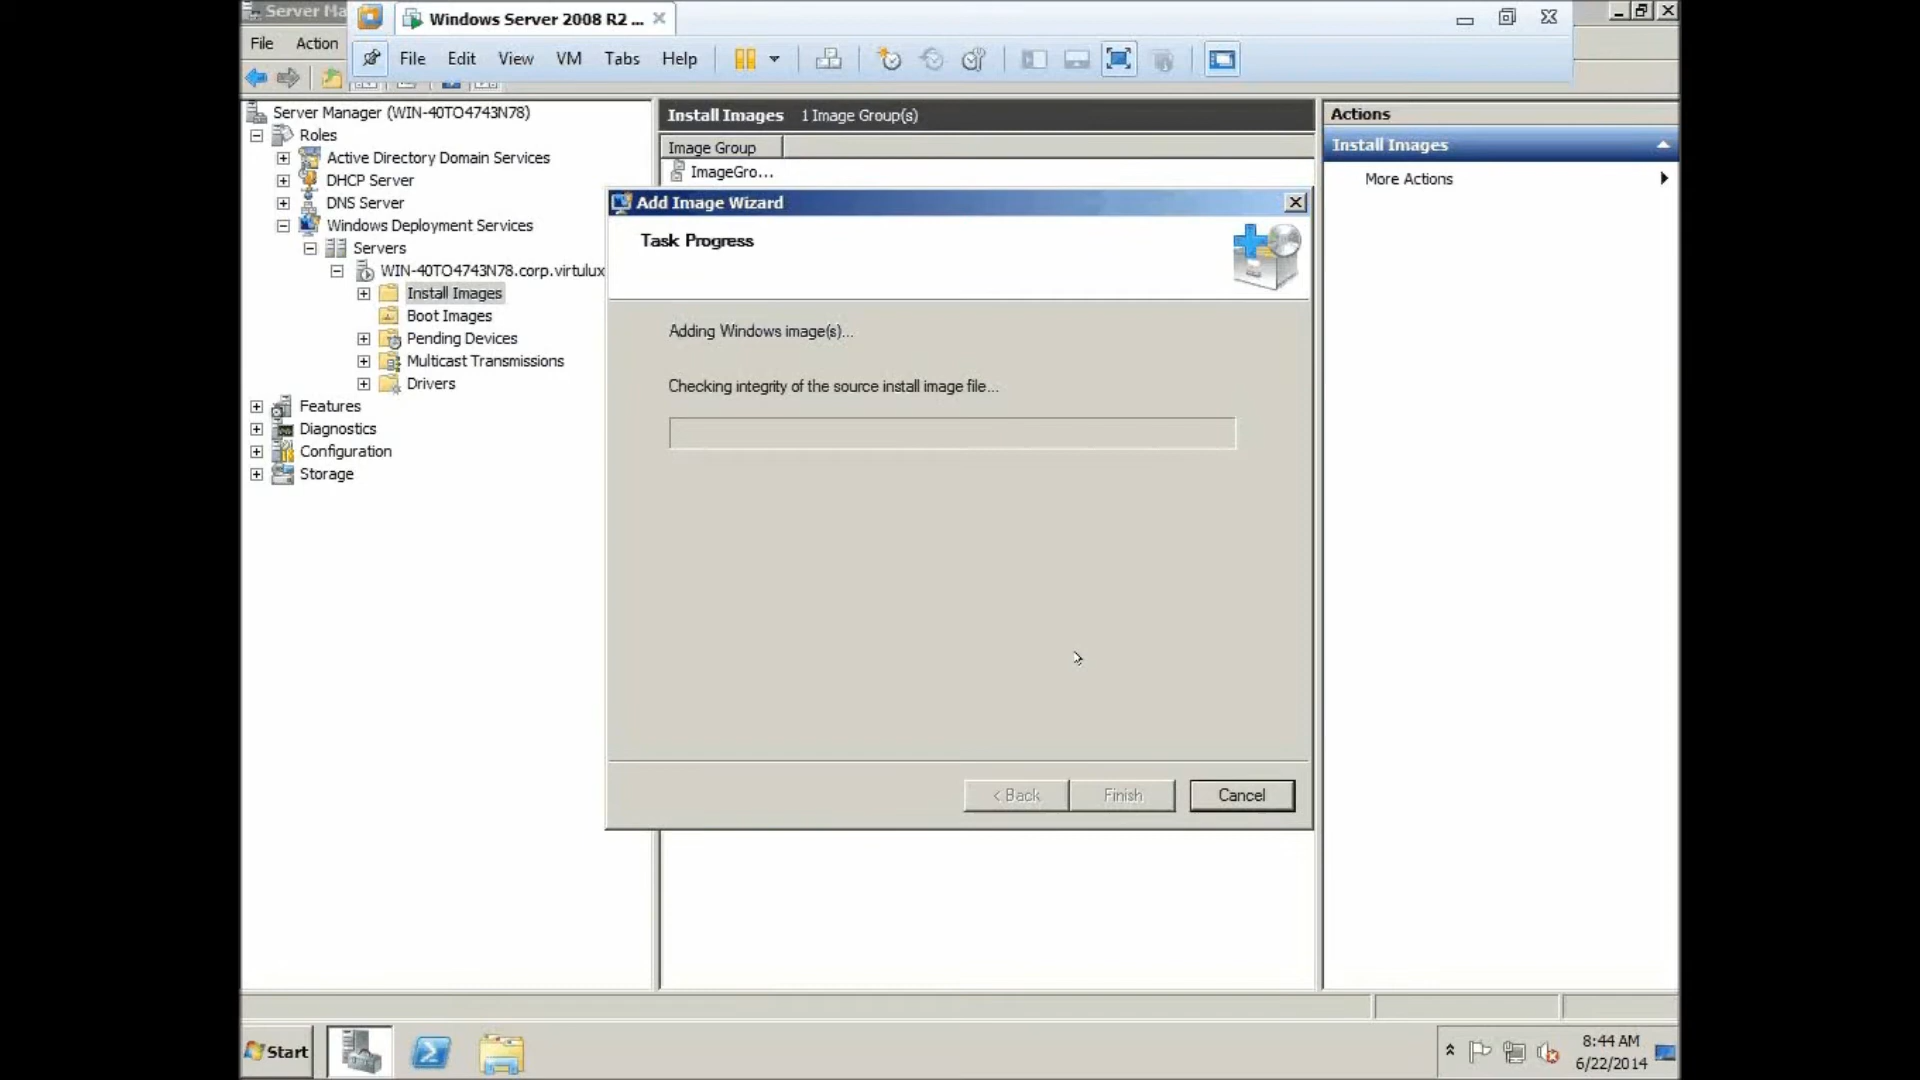 Server Ma
Windows Server 2008 R2 ...
File Action
File Edit View VM Tabs Help
Server Manager (WIN-40TO4743N78)
Roles
Active Directory Domain Services
DHCP Server
DNS Server
Windows Deployment Services
Servers
WIN-40TO4743N78.corp.virtulux
Install Images
Boot Images
Pending Devices
Multicast Transmissions
Drivers
Features
Diagnostics
Configuration
Storage
Install Images 1 Image Group(s)
Image Group
ImageGro...
Add Image Wizard
Task Progress
Adding Windows image(s)...
Checking integrity of the source install image file...
< Back Finish Cancel
Actions
Install Images
More Actions
Start
8:44 AM
6/22/2014